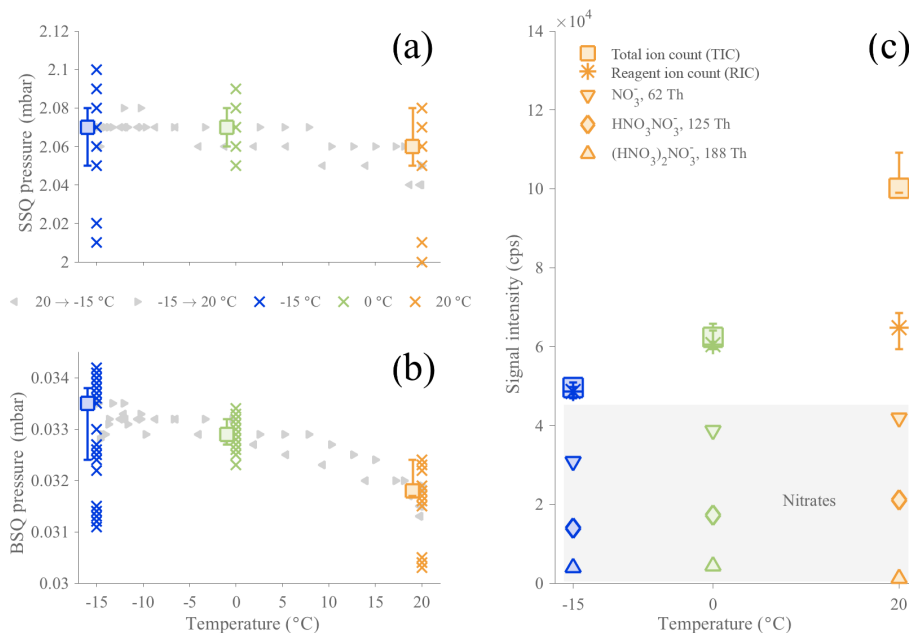 (a)
2.12
2.1
2.08
2.06
2.04
2.02
2
SSQ pressure (mbar)
20 → -15 °C
-15 → 20 °C
-15 °C
0 °C
20 °C
(b)
0.034
0.033
0.032
0.031
0.03
BSQ pressure (mbar)
-15
-10
-5
0
5
10
15
20
Temperature (°C)
(c)
×10⁴
14
12
10
8
6
4
2
0
Signal intensity (cps)
Total ion count (TIC)
Reagent ion count (RIC)
NO₃⁻, 62 Th
HNO₃NO₃⁻, 125 Th
(HNO₃)₂NO₃⁻, 188 Th
Nitrates
-15
0
20
Temperature (°C)